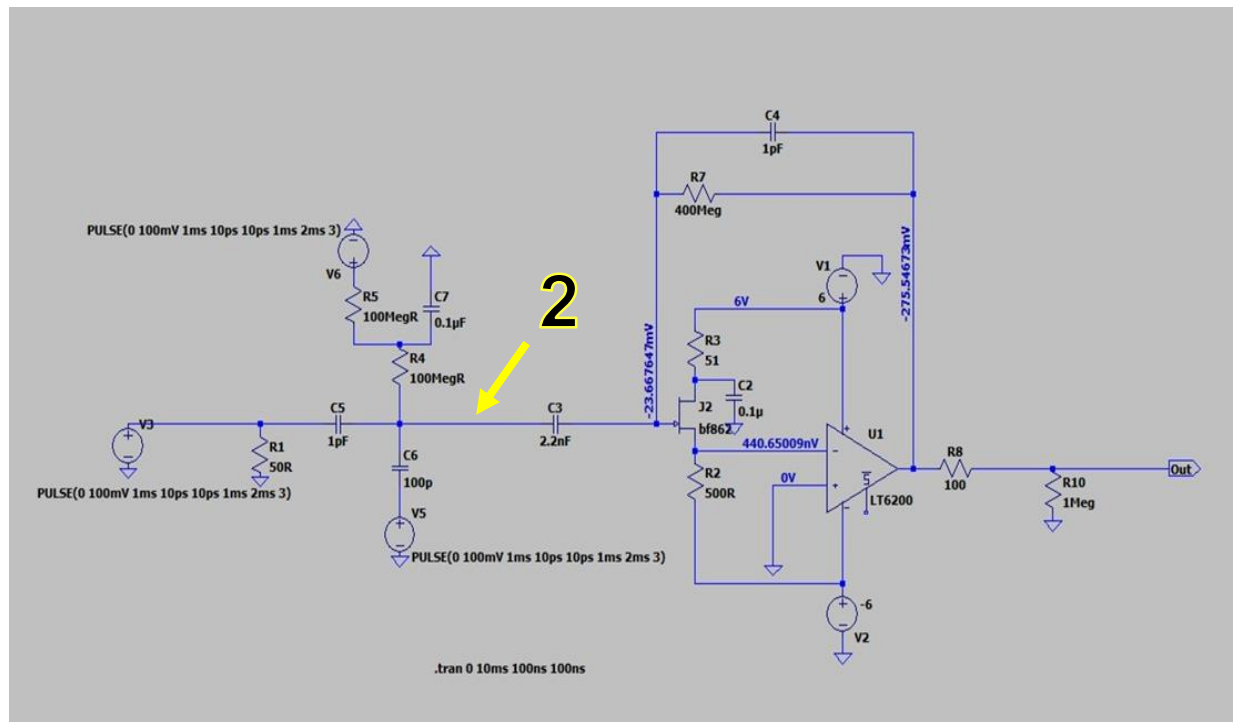 C4
1pF
R7
400Meg
PULSE(0 100mV 1ms 10ps 10ps 1ms 2ms 3)
V6
R5
100MegR
C7
0.1µF
R4
100MegR
2
-23.667647mV
-275.54673mV
V1
6
6V
R3
51
C2
0.1µ
J2
bf862
U1
440.65009nV
R2
500R
0V
LT6200
R8
100
Out
R10
1Meg
V3
C5
1pF
C3
2.2nF
R1
50R
C6
100p
PULSE(0 100mV 1ms 10ps 10ps 1ms 2ms 3)
V5
PULSE(0 100mV 1ms 10ps 10ps 1ms 2ms 3)
-6
V2
.tran 0 10ms 100ns 100ns